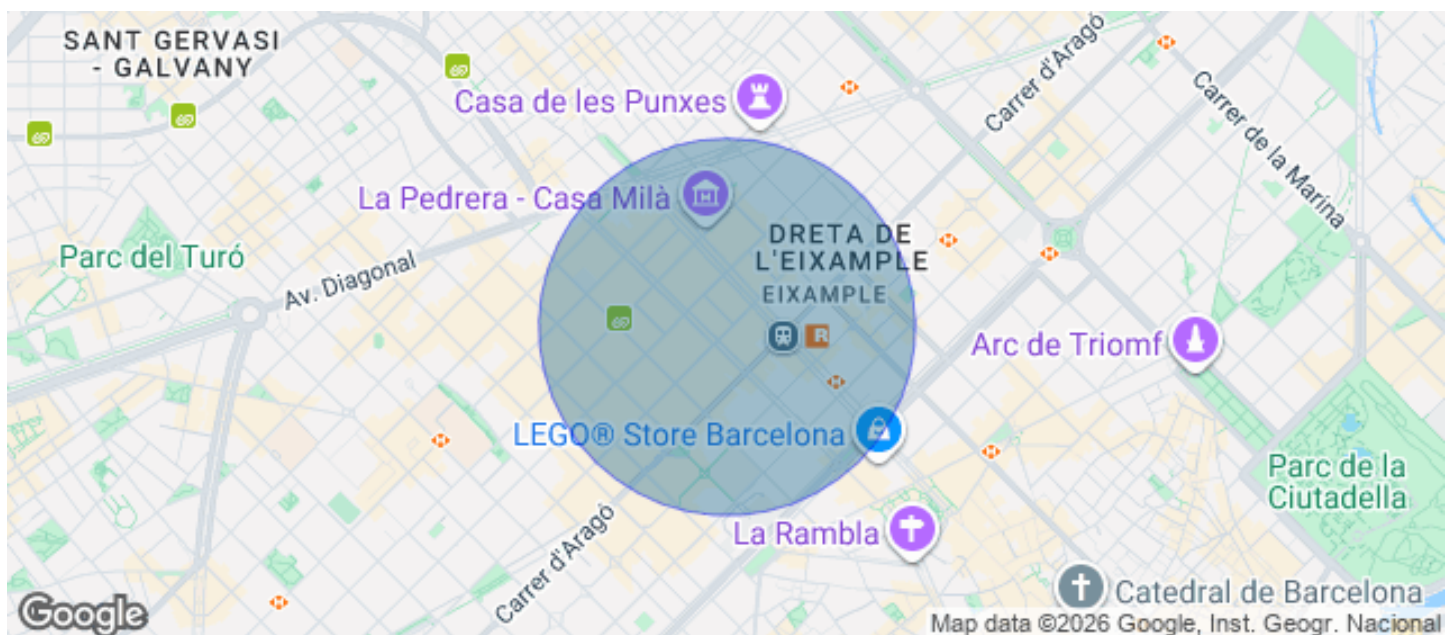 SANT GERVASI
- GALVANY
Casa de les Punxes
Carrer d'Aragó
Carrer de la Marina
La Pedrera - Casa Milà
DRETA DE
L'EIXAMPLE
EIXAMPLE
Parc del Turó
Av. Diagonal
R
Arc de Triomf
LEGO® Store Barcelona
Parc de la
Ciutadella
La Rambla
Carrer d'Aragó
Catedral de Barcelona
Google
Map data ©2026 Google, Inst. Geogr. Nacional